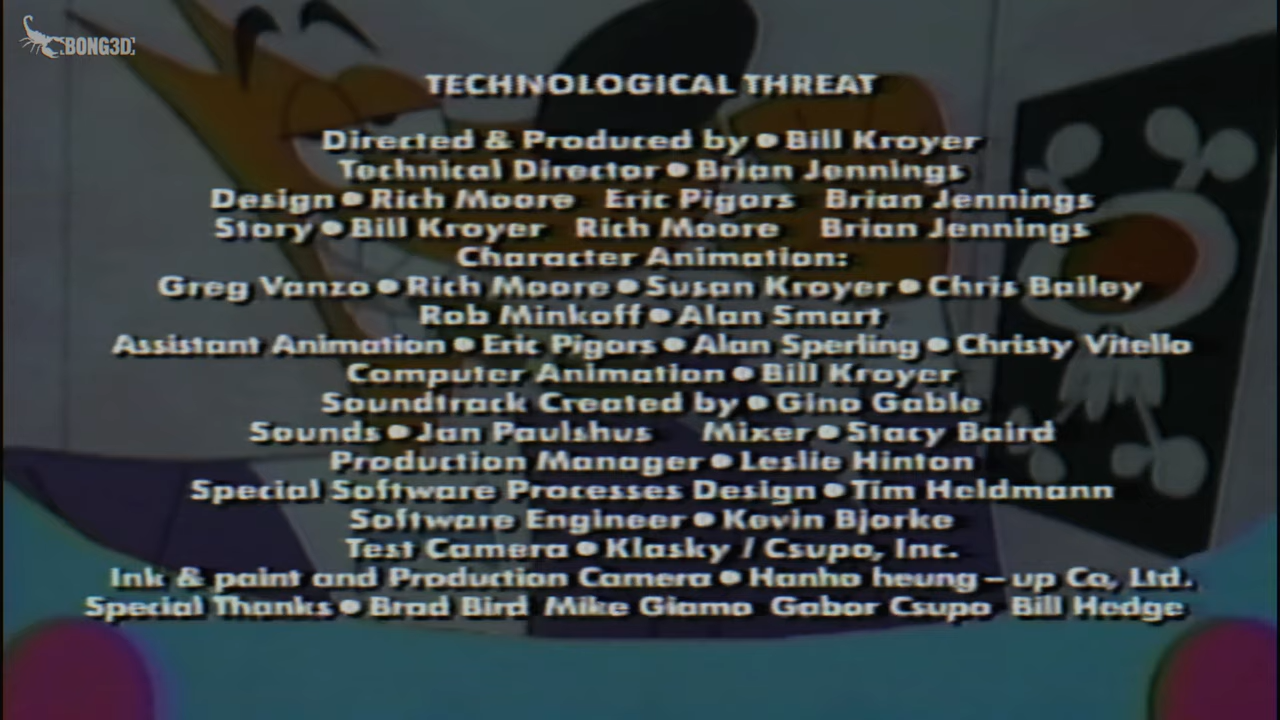 BONG3D
TECHNOLOGICAL THREAT
Directed & Produced by • Bill Kroyer
Technical Director • Brian Jennings
Design • Rich Moore Eric Pigors Brian Jennings
Story • Bill Kroyer Rich Moore Brian Jennings
Character Animation:
Greg Vanzo • Rich Moore • Susan Kroyer • Chris Bailey
Rob Minkoff • Alan Smart
Assistant Animation • Eric Pigors • Alan Sperling • Christy Vitello
Computer Animation • Bill Kroyer
Soundtrack Created by • Gino Gable
Sounds • Jan Paulshus Mixer • Stacy Baird
Production Manager • Leslie Hinton
Special Software Processes Design • Tim Heldmann
Software Engineer • Kevin Bjorke
Test Camera • Klasky / Csupo, Inc.
Ink & paint and Production Camera • Hanho heung-up Co, Ltd.
Special Thanks • Brad Bird Mike Giamo Gabor Csupo Bill Hedge